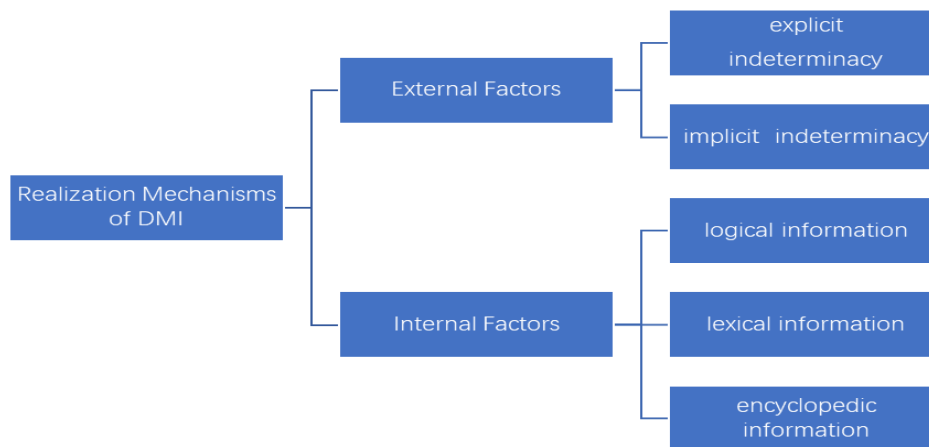 Realization Mechanisms
of DMI
External Factors
explicit
indeterminacy
implicit indeterminacy
Internal Factors
logical information
lexical information
encyclopedic
information